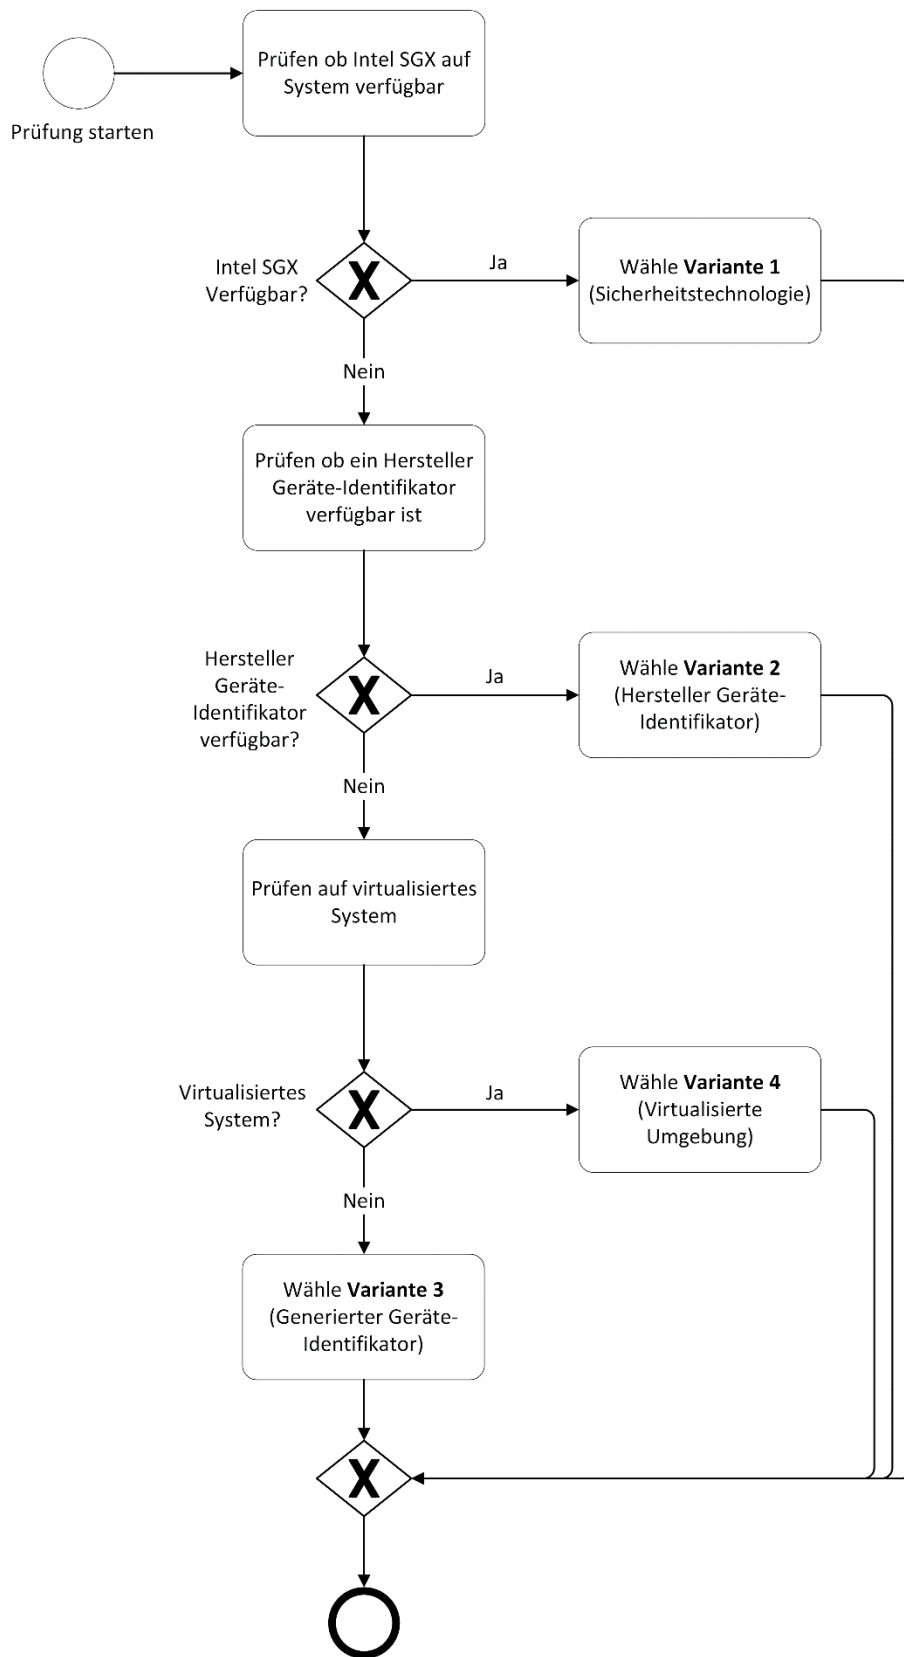 Prüfen ob Intel SGX auf
System verfügbar
Prüfung starten
Intel SGX
Verfügbar?
X
Ja
Wähle Variante 1
(Sicherheitstechnologie)
Nein
Prüfen ob ein Hersteller
Geräte-Identifikator
verfügbar ist
Hersteller
Geräte-
Identifikator
verfügbar?
X
Ja
Wähle Variante 2
(Hersteller Geräte-
Identifikator)
Nein
Prüfen auf virtualisiertes
System
Virtualisiertes
System?
X
Ja
Wähle Variante 4
(Virtualisierte
Umgebung)
Nein
Wähle Variante 3
(Generierter Geräte-
Identifikator)
X